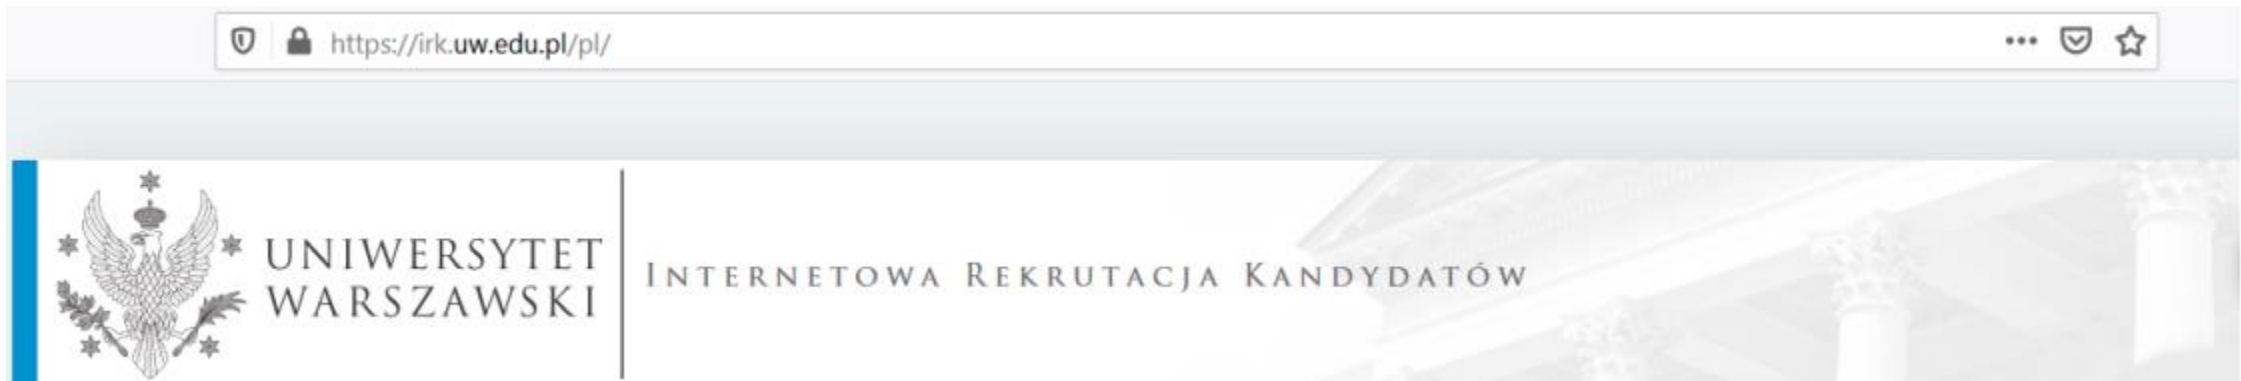 https://irk.uw.edu.pl/pl/
UNIWERSYTET
WARSZAWSKI
INTERNETOWA REKRUTACJA KANDYDATÓW